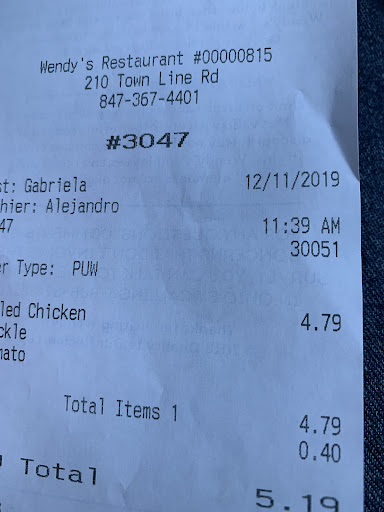 Wendy's Restaurant #00000815
210 Town Line Rd
847-367-4401
#3047
st: Gabriela 12/11/2019
hier: Alejandro
47 11:39 AM
30051
er Type: PUW
led Chicken 4.79
ckle
mato
Total Items 1
4.79
0.40
Total
5.19